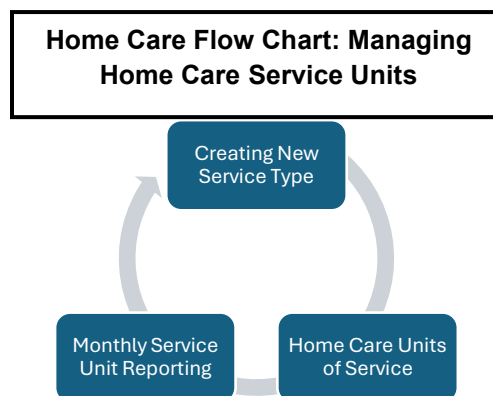 Home Care Flow Chart: Managing
Home Care Service Units
Creating New
Service Type
Monthly Service
Unit Reporting
Home Care Units
of Service